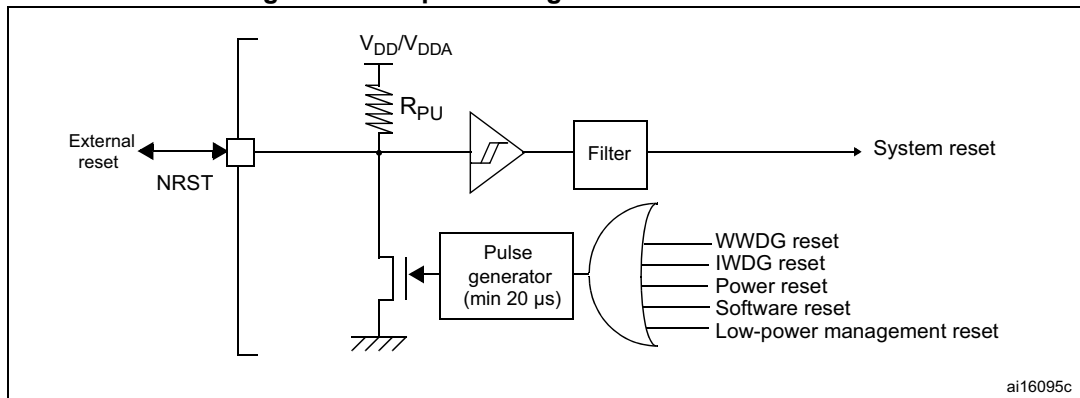 V_DD/V_DDA
R_PU
External
reset
NRST
Filter
System reset
Pulse
generator
(min 20 µs)
WWDG reset
IWDG reset
Power reset
Software reset
Low-power management reset
ai16095c